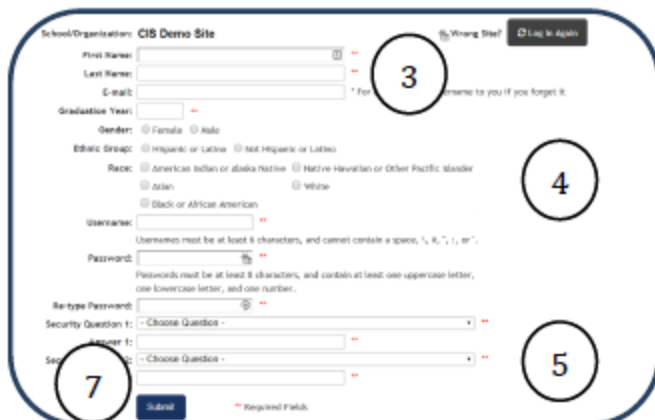 School/Organization: CIS Demo Site Wrong Site? Log In Again
First Name: **
Last Name: ** 3
E-mail: * For ername to you if you forget it.
Graduation Year: **
Gender: Female Male
Ethnic Group: Hispanic or Latino Not Hispanic or Latino
Race: American Indian or Alaska Native Native Hawaiian or Other Pacific Islander
Asian White 4
Black or African American
Username: **
Usernames must be at least 6 characters, and cannot contain a space, \, #, ", :, or '.
Password: **
Passwords must be at least 8 characters, and contain at least one uppercase letter,
one lowercase letter, and one number.
Re-type Password: **
Security Question 1: - Choose Question - **
Answer 1: **
- Choose Question - ** 5
7 **
Submit ** Required Fields